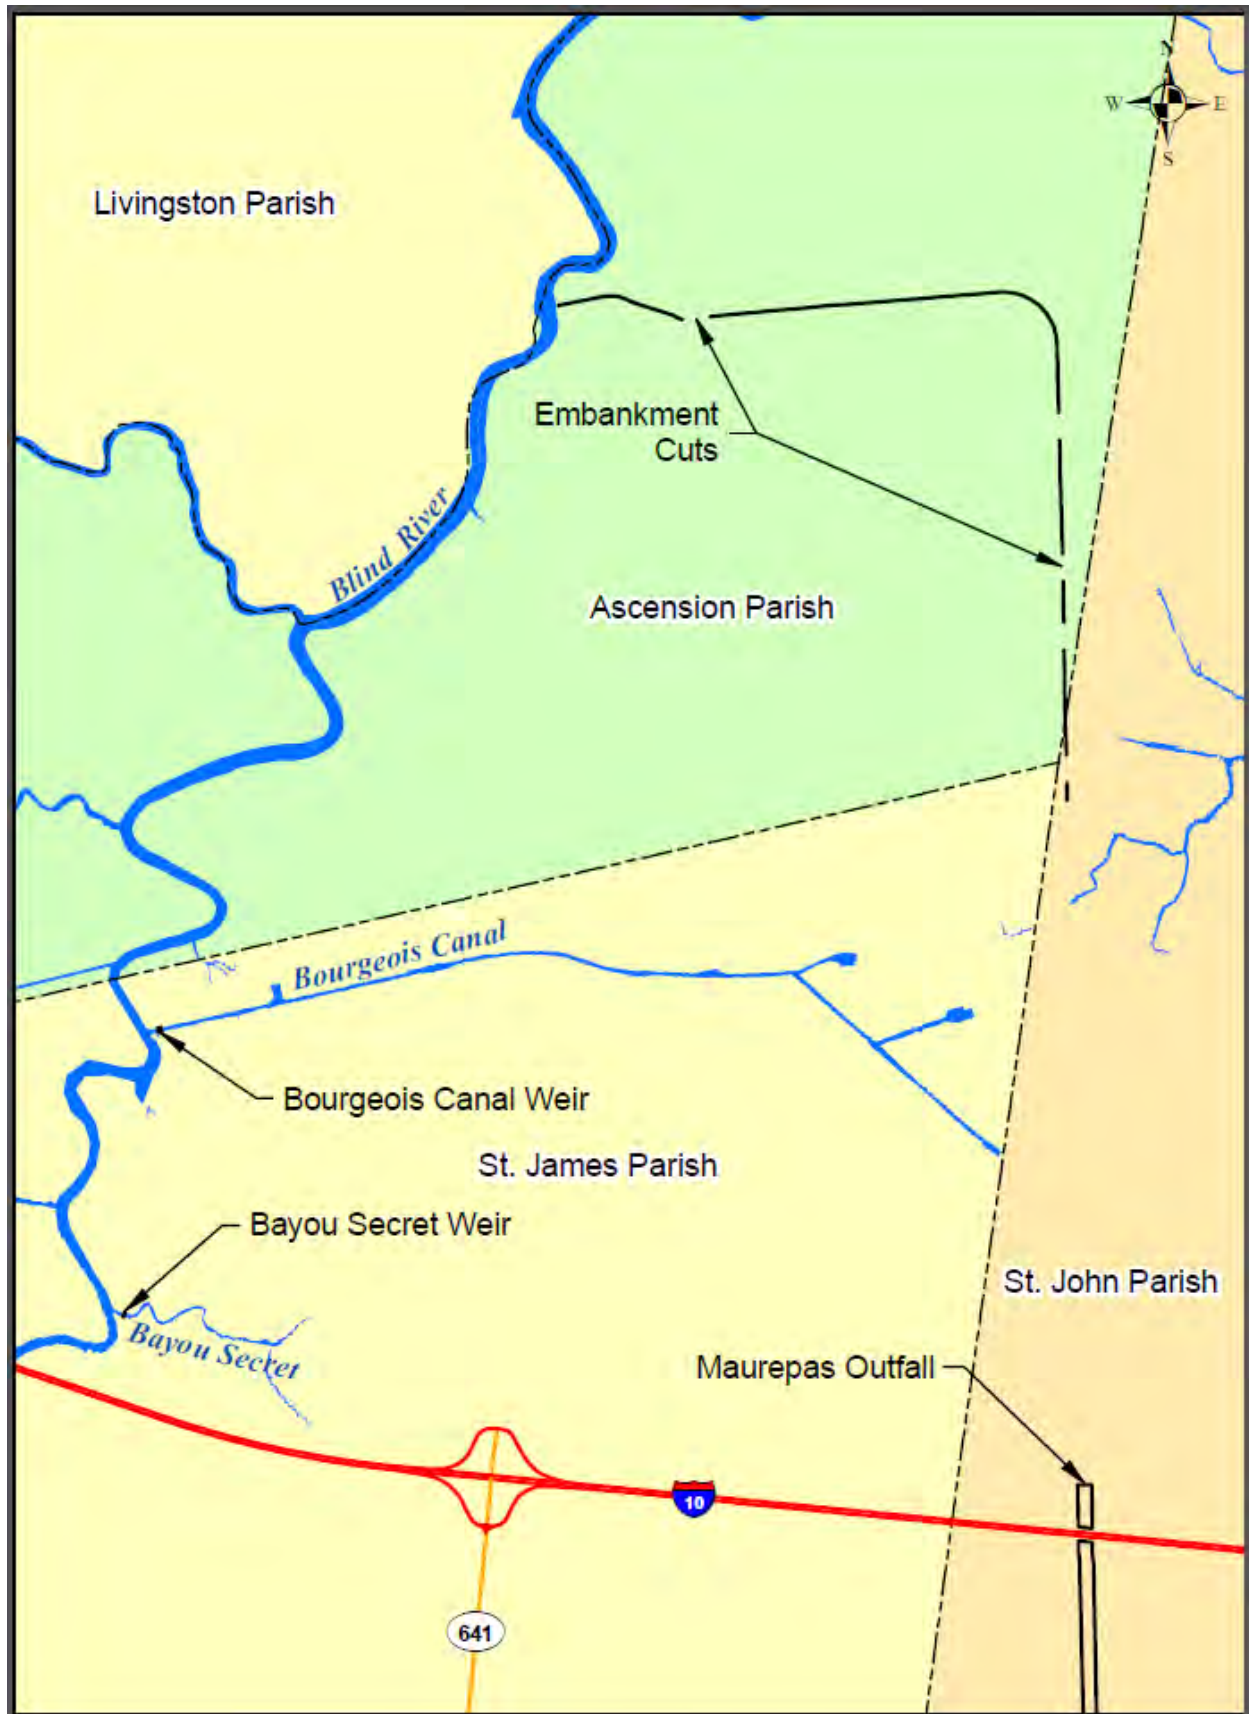 N
W E
S
Livingston Parish
Embankment
Cuts
Blind River
Ascension Parish
Bourgeois Canal
Bourgeois Canal Weir
St. James Parish
Bayou Secret Weir
St. John Parish
Bayou Secret
Maurepas Outfall
10
641